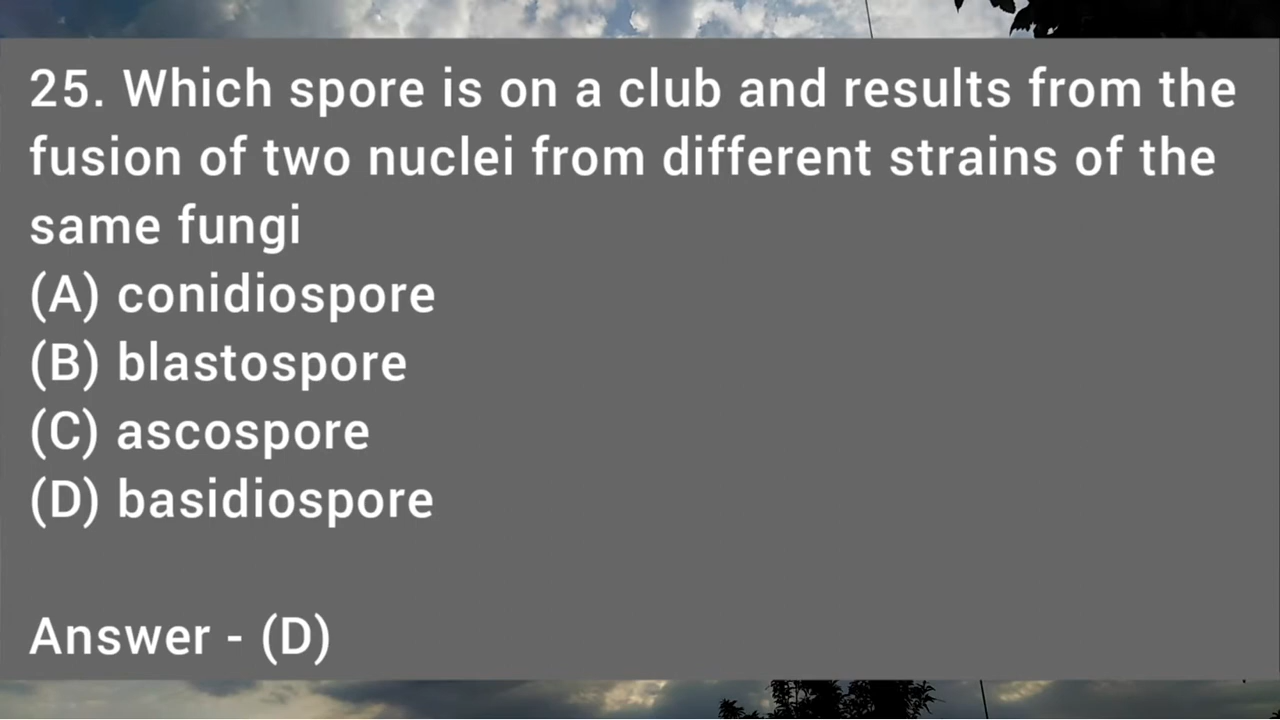 25. Which spore is on a club and results from the
fusion of two nuclei from different strains of the
same fungi
(A) conidiospore
(B) blastospore
(C) ascospore
(D) basidiospore
Answer - (D)